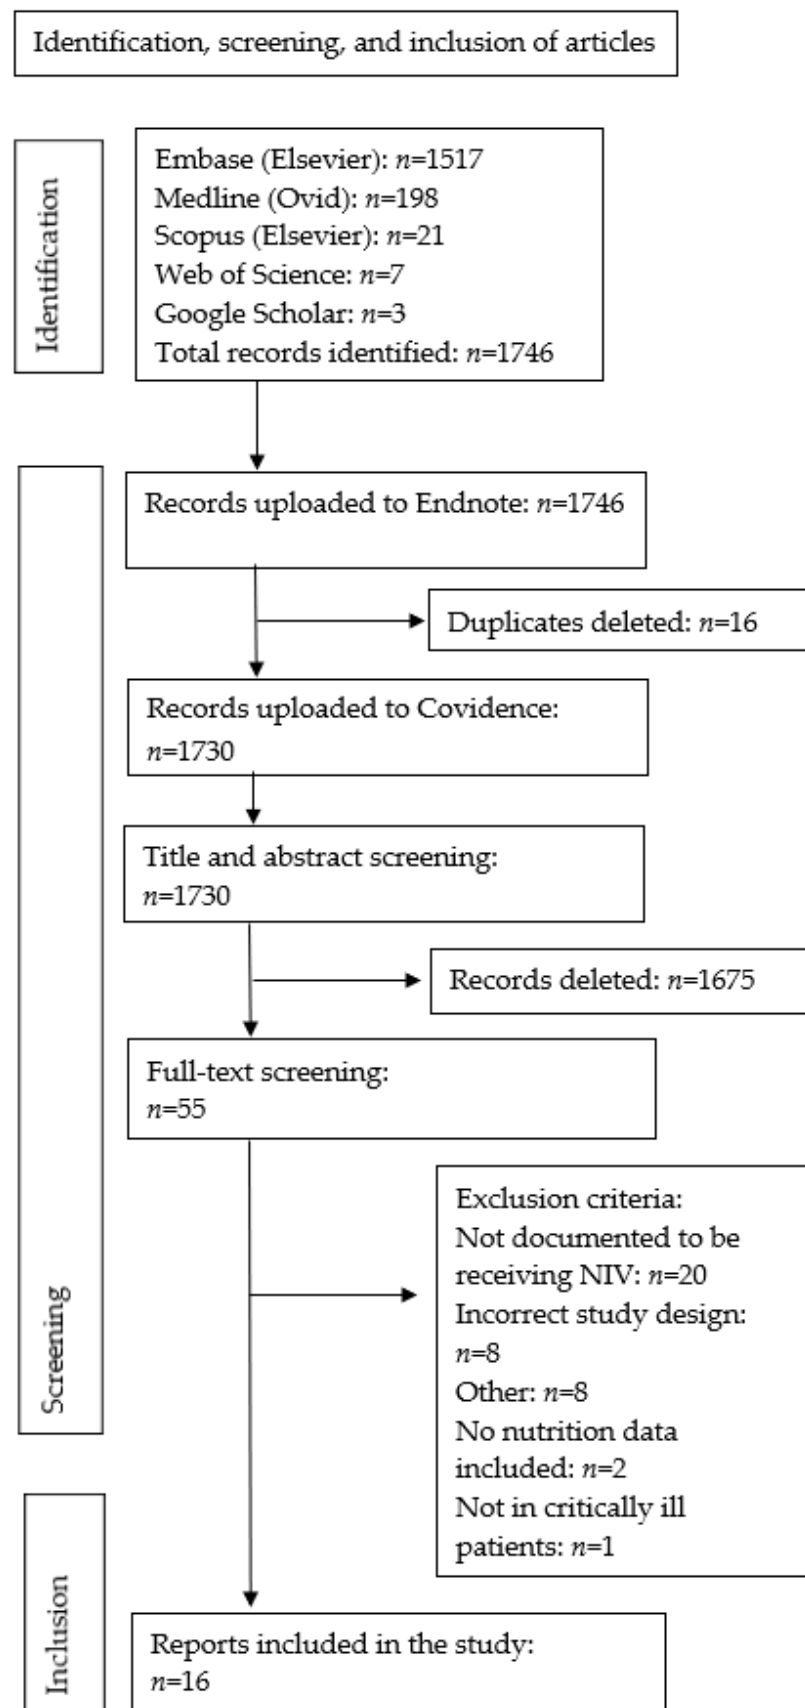 Identification, screening, and inclusion of articles
Identification
Embase (Elsevier): n=1517
Medline (Ovid): n=198
Scopus (Elsevier): n=21
Web of Science: n=7
Google Scholar: n=3
Total records identified: n=1746
Screening
Records uploaded to Endnote: n=1746
Duplicates deleted: n=16
Records uploaded to Covidence:
n=1730
Title and abstract screening:
n=1730
Records deleted: n=1675
Full-text screening:
n=55
Exclusion criteria:
Not documented to be
receiving NIV: n=20
Incorrect study design:
n=8
Other: n=8
No nutrition data
included: n=2
Not in critically ill
patients: n=1
Inclusion
Reports included in the study:
n=16